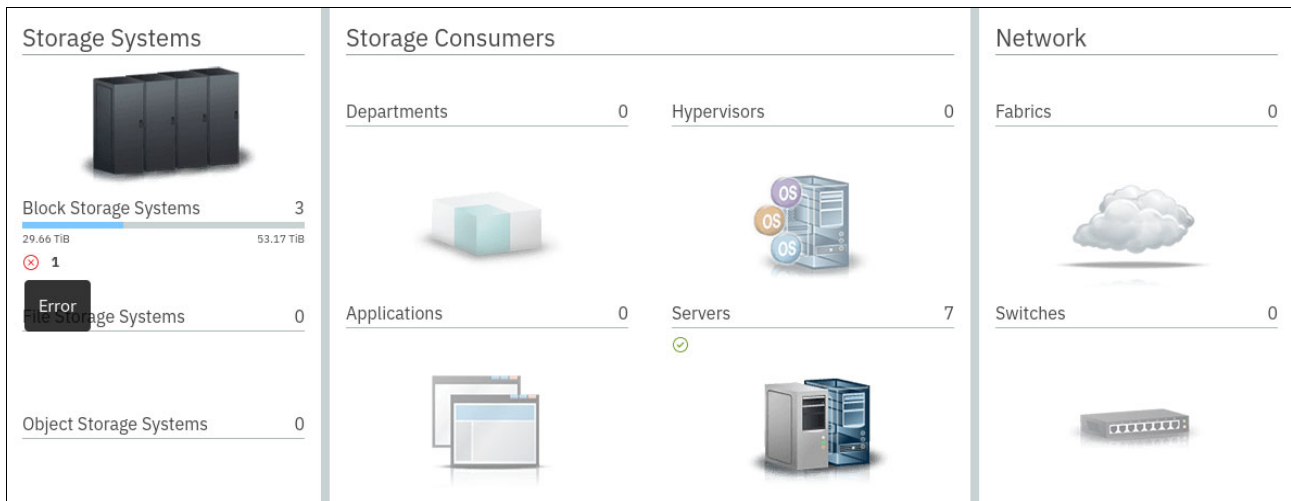 Storage Systems
Block Storage Systems 3
29.66 TiB 53.17 TiB
1
Error
File Storage Systems 0
Object Storage Systems 0
Storage Consumers
Departments 0
Hypervisors 0
OS
OS
OS
Applications 0
Servers 7
Network
Fabrics 0
Switches 0